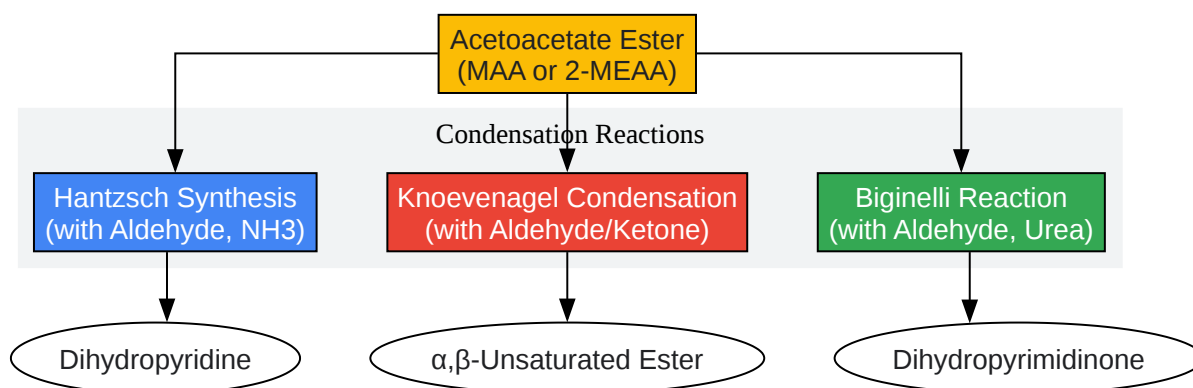 Acetoacetate Ester
(MAA or 2-MEAA)
Condensation Reactions
Hantzsch Synthesis
(with Aldehyde, NH3)
Knoevenagel Condensation
(with Aldehyde/Ketone)
Biginelli Reaction
(with Aldehyde, Urea)
Dihydropyridine
α,β-Unsaturated Ester
Dihydropyrimidinone